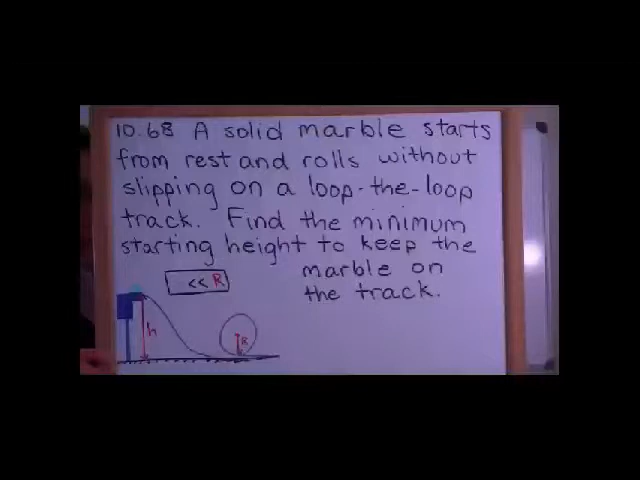 10.68 A solid marble starts
from rest and rolls without
slipping on a loop-the-loop
track. Find the minimum
starting height to keep the
marble on
the track.
<< R
h
R